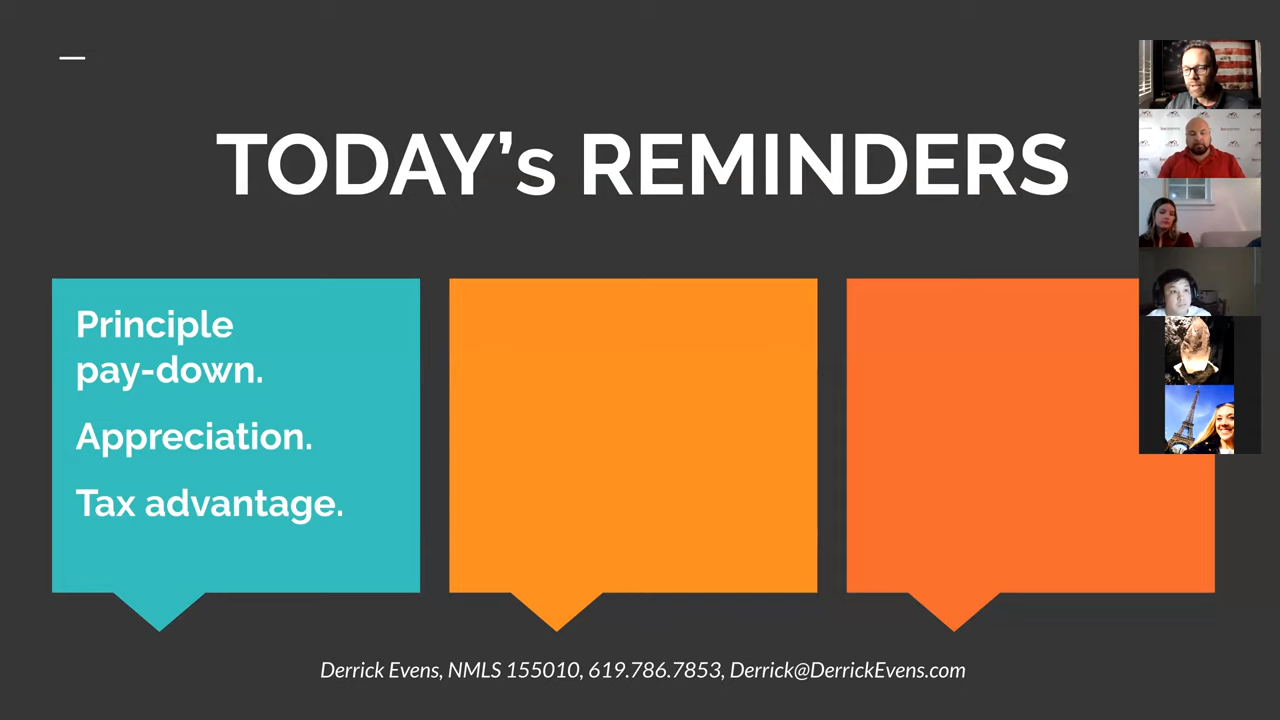 TODAY’s REMINDERS
Principle
pay-down.
Appreciation.
Tax advantage.
Derrick Evens, NMLS 155010, 619.786.7853, Derrick@DerrickEvens.com